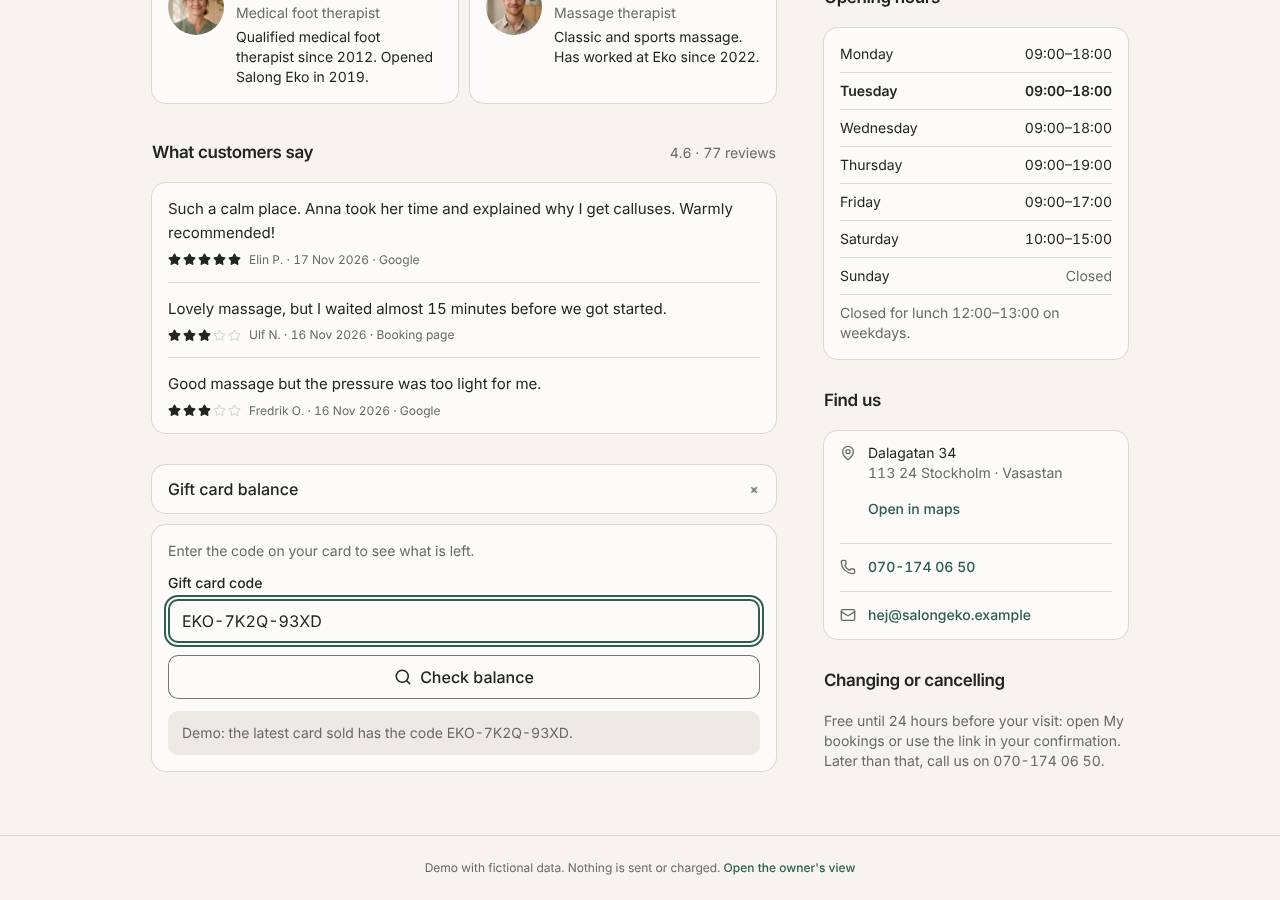 Medical foot therapist
Qualified medical foot
therapist since 2012. Opened
Salong Eko in 2019.
Massage therapist
Classic and sports massage.
Has worked at Eko since 2022.
What customers say
4.6 · 77 reviews
Such a calm place. Anna took her time and explained why I get calluses. Warmly
recommended!
Elin P. · 17 Nov 2026 · Google
Lovely massage, but I waited almost 15 minutes before we got started.
Ulf N. · 16 Nov 2026 · Booking page
Good massage but the pressure was too light for me.
Fredrik O. · 16 Nov 2026 · Google
Gift card balance
×
Enter the code on your card to see what is left.
Gift card code
EKO-7K2Q-93XD
Check balance
Demo: the latest card sold has the code EKO-7K2Q-93XD.
Opening hours
Monday 09:00–18:00
Tuesday 09:00–18:00
Wednesday 09:00–18:00
Thursday 09:00–19:00
Friday 09:00–17:00
Saturday 10:00–15:00
Sunday Closed
Closed for lunch 12:00–13:00 on
weekdays.
Find us
Dalagatan 34
113 24 Stockholm · Vasastan
Open in maps
070-174 06 50
hej@salongeko.example
Changing or cancelling
Free until 24 hours before your visit: open My
bookings or use the link in your confirmation.
Later than that, call us on 070-174 06 50.
Demo with fictional data. Nothing is sent or charged. Open the owner's view